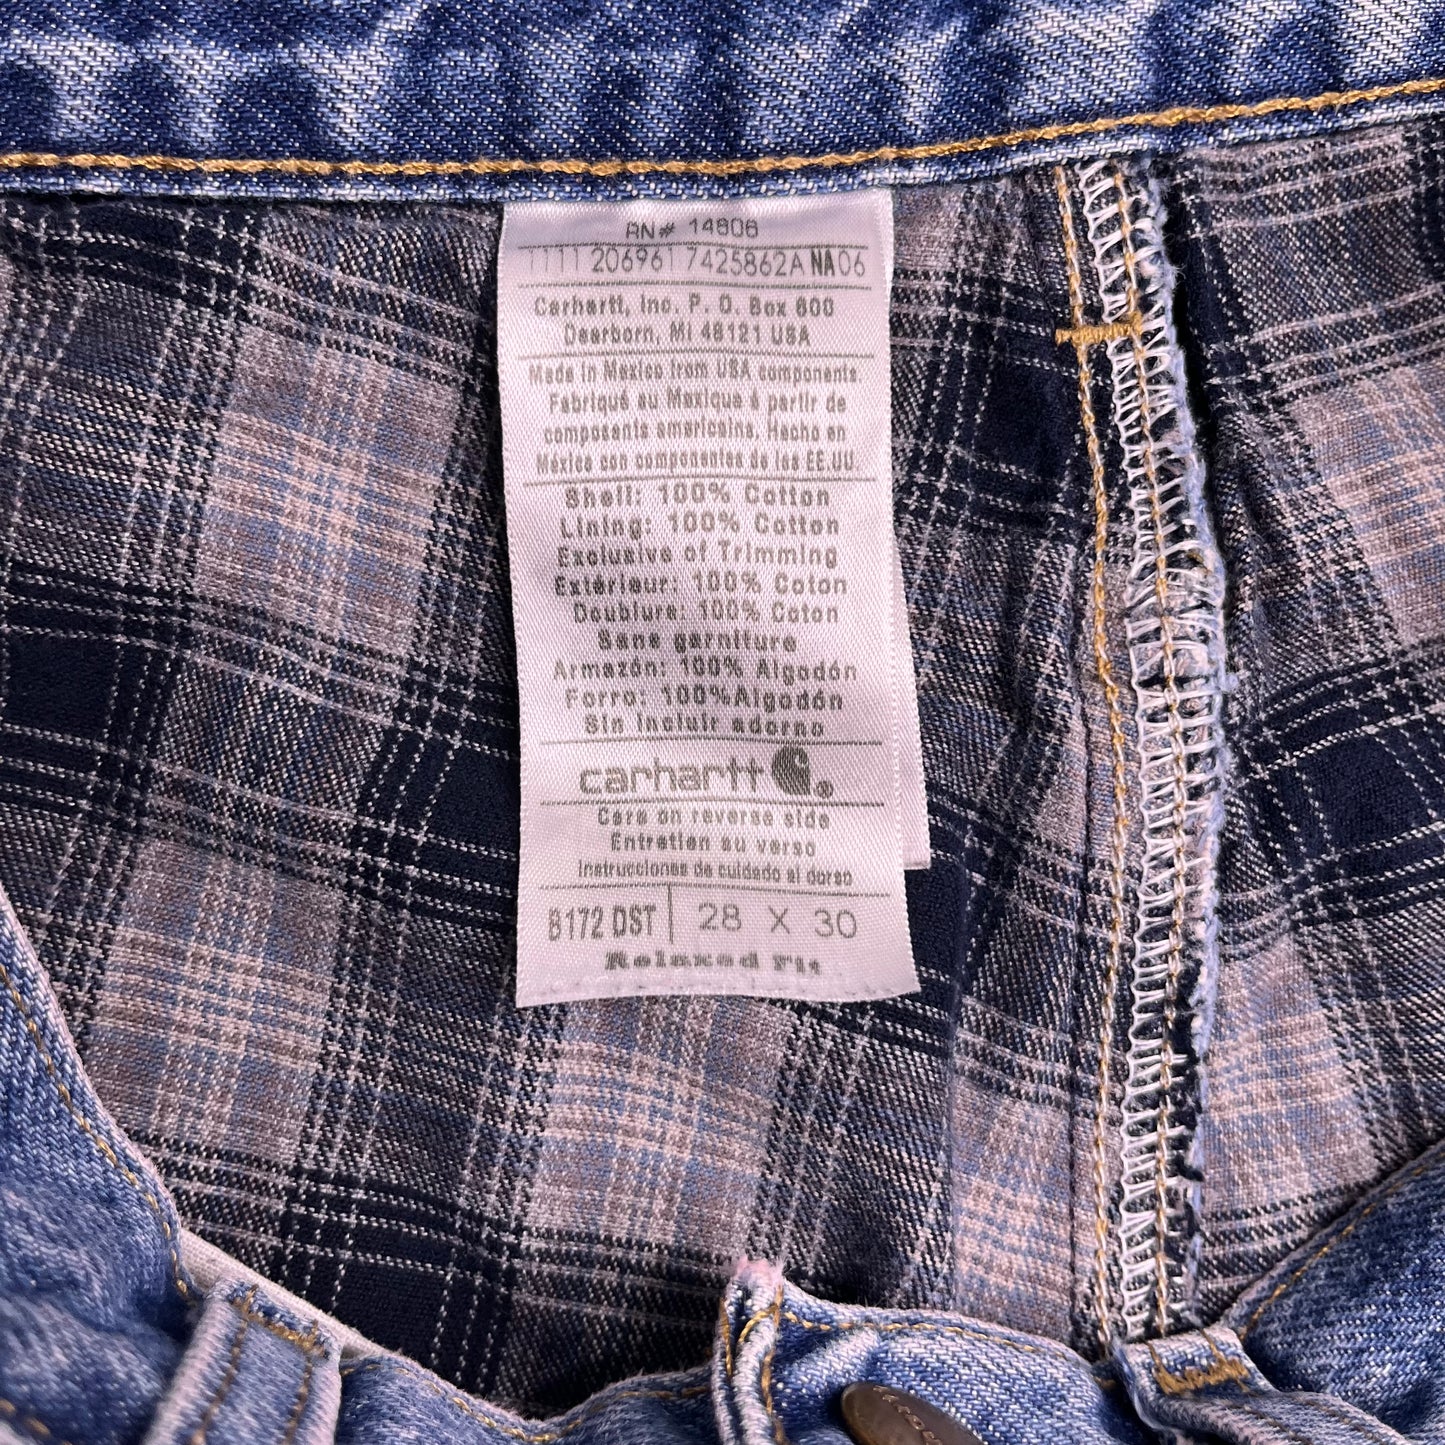 RN# 14806
1111 206961 7425862A NA06
Carhartt, Inc. P. O. Box 600
Dearborn, MI 48121 USA
Made in Mexico from USA components.
Fabriqué au Mexique à partir de
composants americains. Hecho en
México con componentes de los EE.UU.
Shell: 100% Cotton
Lining: 100% Cotton
Exclusive of Trimming
Extérieur: 100% Coton
Doublure: 100% Coton
Sans garniture
Armazón: 100% Algodón
Forro: 100%Algodón
Sin incluir adorno
carhartt
Care on reverse side
Entretien au verso
Instrucciones de cuidado al dorso
B172 DST 28 X 30
Relaxed Fit